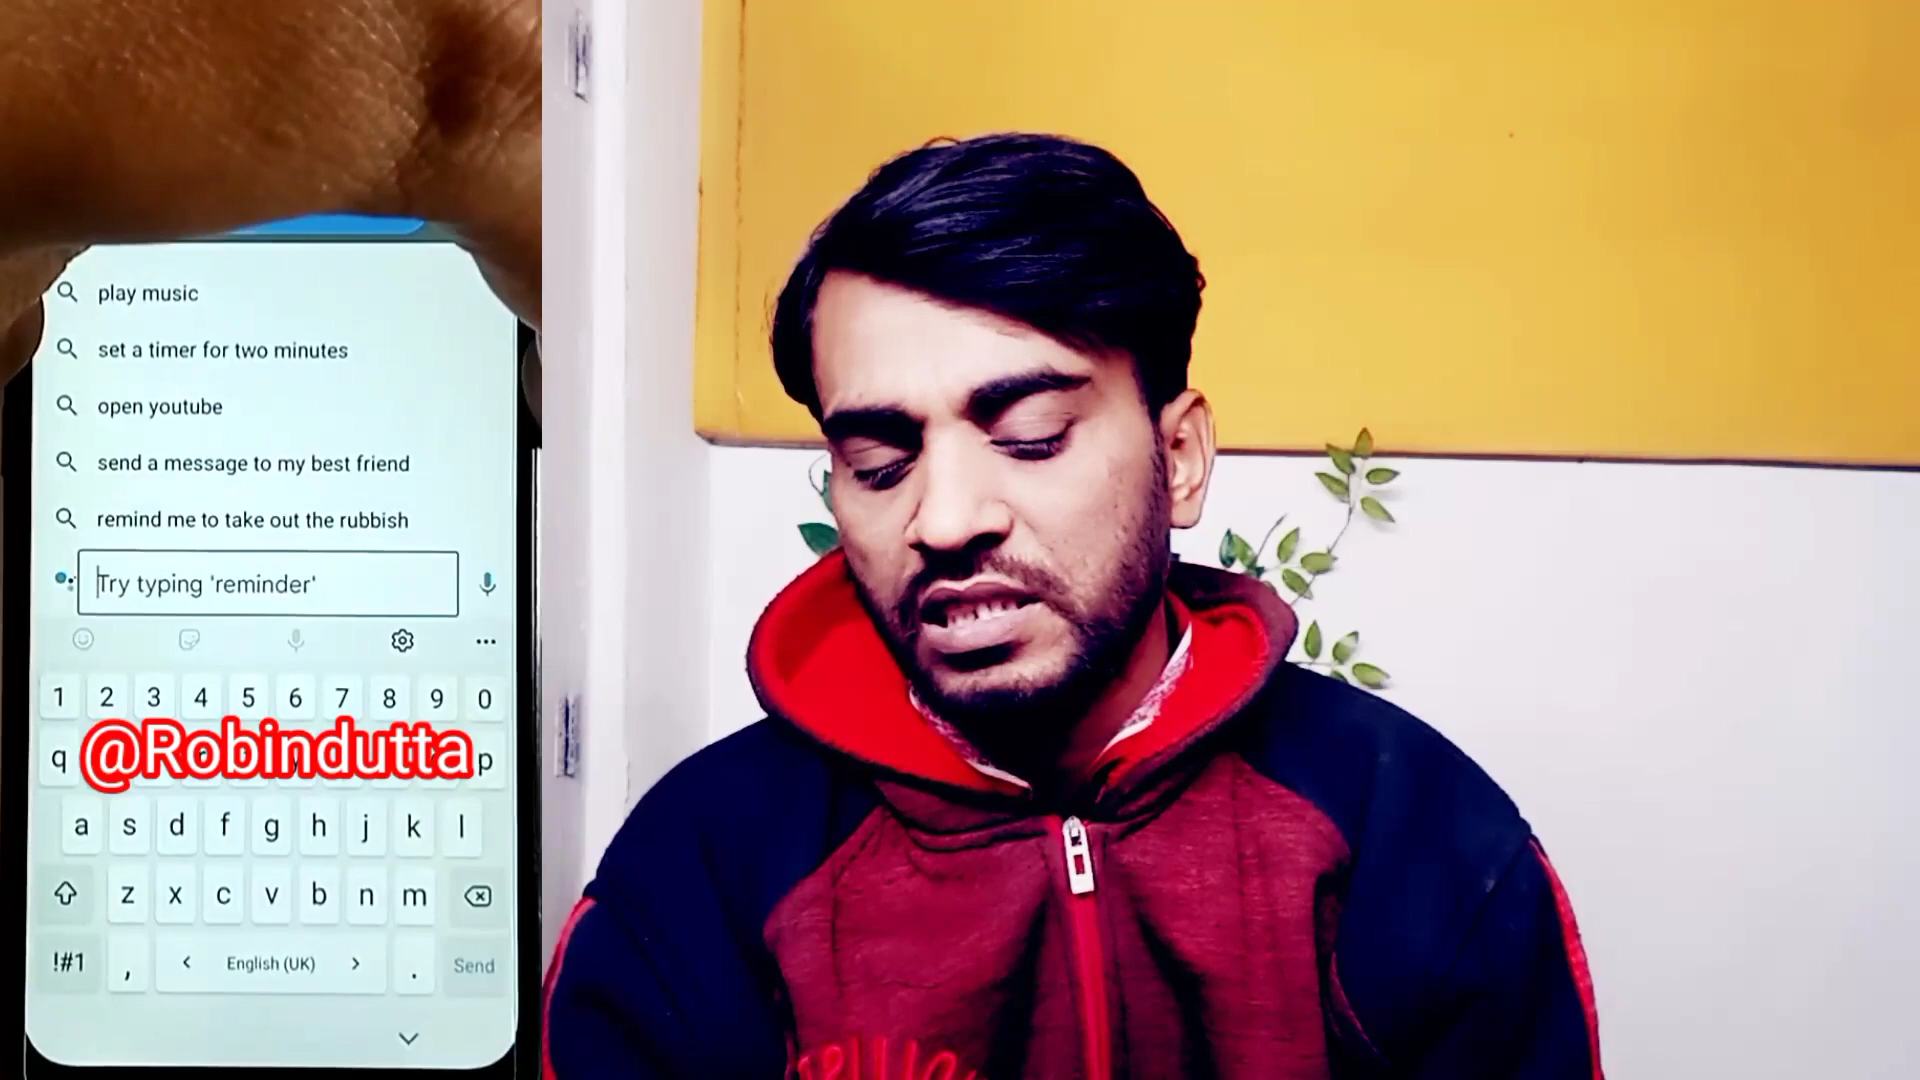 play music
set a timer for two minutes
open youtube
send a message to my best friend
remind me to take out the rubbish
Try typing 'reminder'
1 2 3 4 5 6 7 8 9 0
q p
@Robindutta
a s d f g h j k l
z x c v b n m
!#1 , < English (UK) > . Send